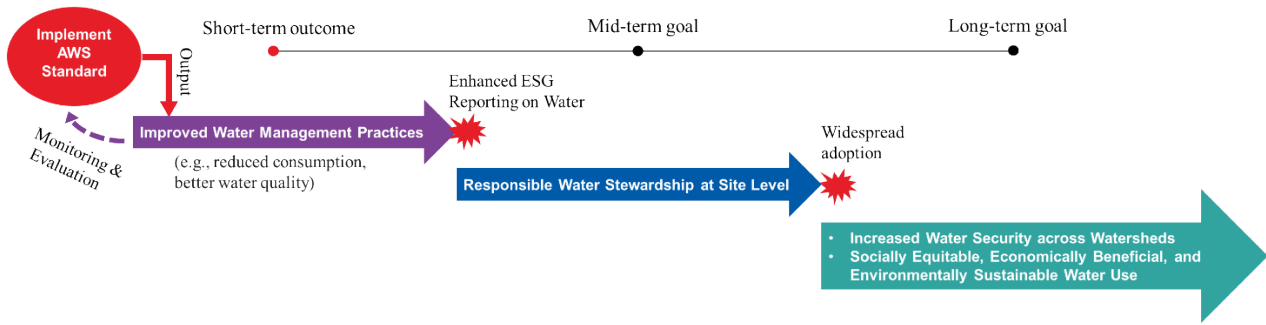 Implement
AWS
Standard
Output
Monitoring &
Evaluation
Short-term outcome
Mid-term goal
Long-term goal
Improved Water Management Practices
(e.g., reduced consumption,
better water quality)
Enhanced ESG
Reporting on Water
Responsible Water Stewardship at Site Level
Widespread
adoption
• Increased Water Security across Watersheds
• Socially Equitable, Economically Beneficial, and
Environmentally Sustainable Water Use